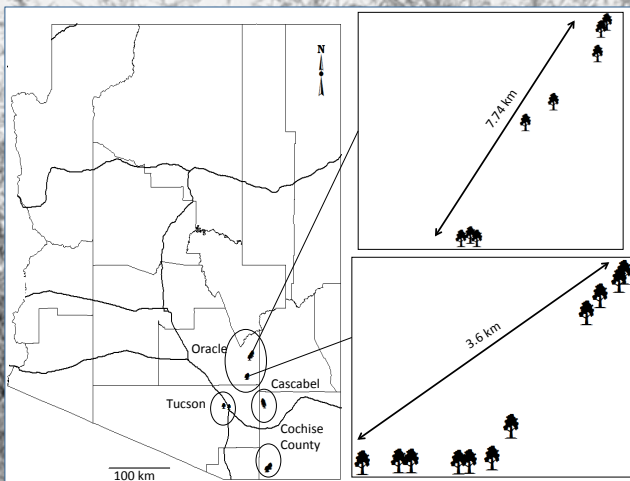 N
7.74 km
3.6 km
Oracle
Cascabel
Tucson
Cochise
County
100 km